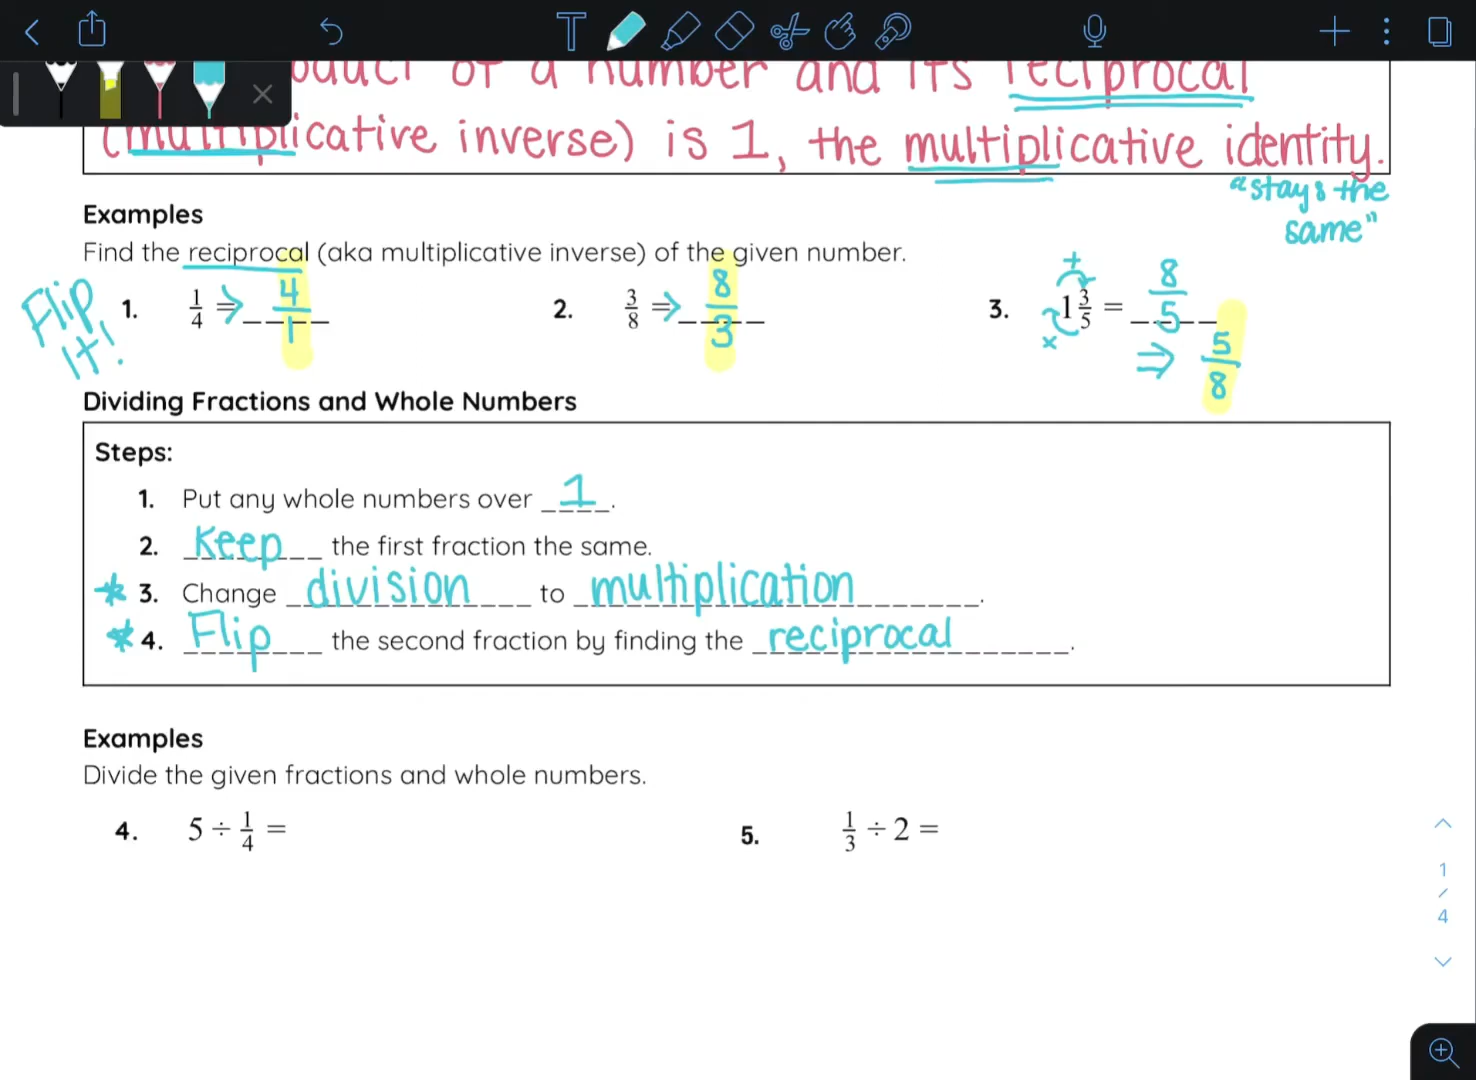 of a number and its reciprocal
(multiplicative inverse) is 1, the multiplicative identity.
"stays the
same"
Examples
Find the reciprocal (aka multiplicative inverse) of the given number.
Flip
it!
1. 1/4 => 4/1
2. 3/8 => 8/3
3. + x 1 3/5 = 8/5
=> 5/8
Dividing Fractions and Whole Numbers
Steps:
1. Put any whole numbers over 1.
2. Keep the first fraction the same.
* 3. Change division to multiplication.
* 4. Flip the second fraction by finding the reciprocal.
Examples
Divide the given fractions and whole numbers.
4. 5 ÷ 1/4 =
5. 1/3 ÷ 2 =
1
/
4